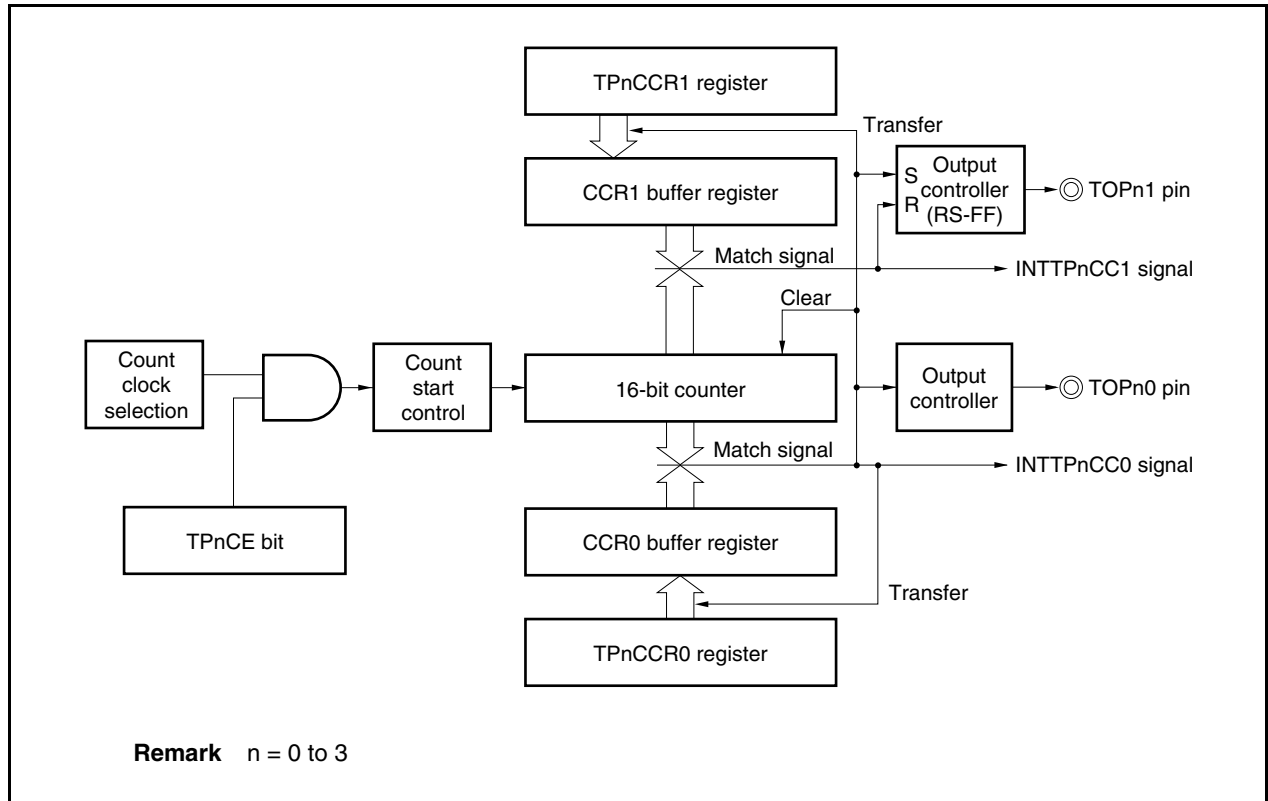 TPnCCR1 register
Transfer
CCR1 buffer register
S
R
Output
controller
(RS-FF)
TOPn1 pin
Match signal
INTTPnCC1 signal
Clear
Count
clock
selection
Count
start
control
16-bit counter
Output
controller
TOPn0 pin
Match signal
INTTPnCC0 signal
TPnCE bit
CCR0 buffer register
Transfer
TPnCCR0 register
Remark n = 0 to 3